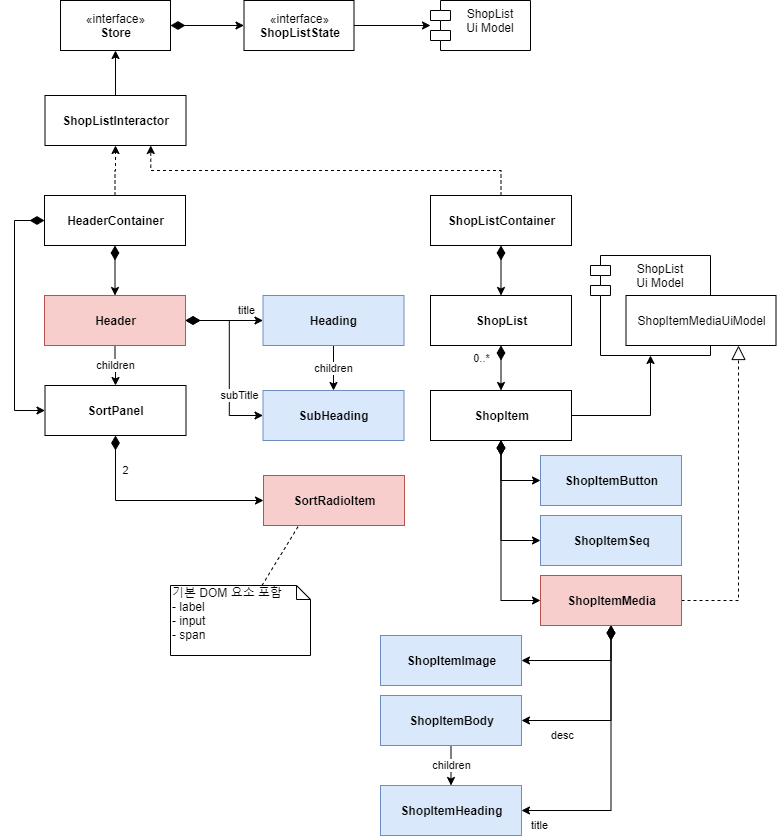 «interface»
Store
«interface»
ShopListState
ShopList
Ui Model
ShopListInteractor
HeaderContainer
ShopListContainer
ShopList
Ui Model
ShopItemMediaUiModel
Header
title
Heading
ShopList
children
children
0..*
subTitle
SortPanel
SubHeading
ShopItem
2
ShopItemButton
SortRadioItem
ShopItemSeq
기본 DOM 요소 포함
- label
- input
- span
ShopItemMedia
ShopItemImage
ShopItemBody
desc
children
ShopItemHeading
title